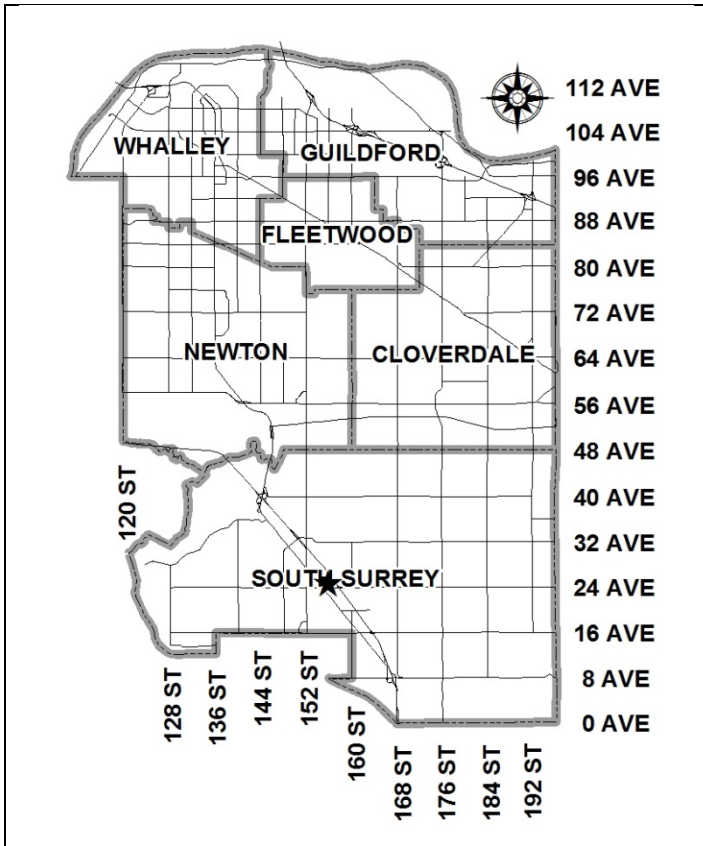 112 AVE
104 AVE
WHALLEY
GUILDFORD
96 AVE
88 AVE
FLEETWOOD
80 AVE
72 AVE
NEWTON
CLOVERDALE
64 AVE
56 AVE
48 AVE
120 ST
40 AVE
32 AVE
SOUTH SURREY
24 AVE
16 AVE
128 ST
136 ST
144 ST
152 ST
160 ST
8 AVE
0 AVE
168 ST
176 ST
184 ST
192 ST